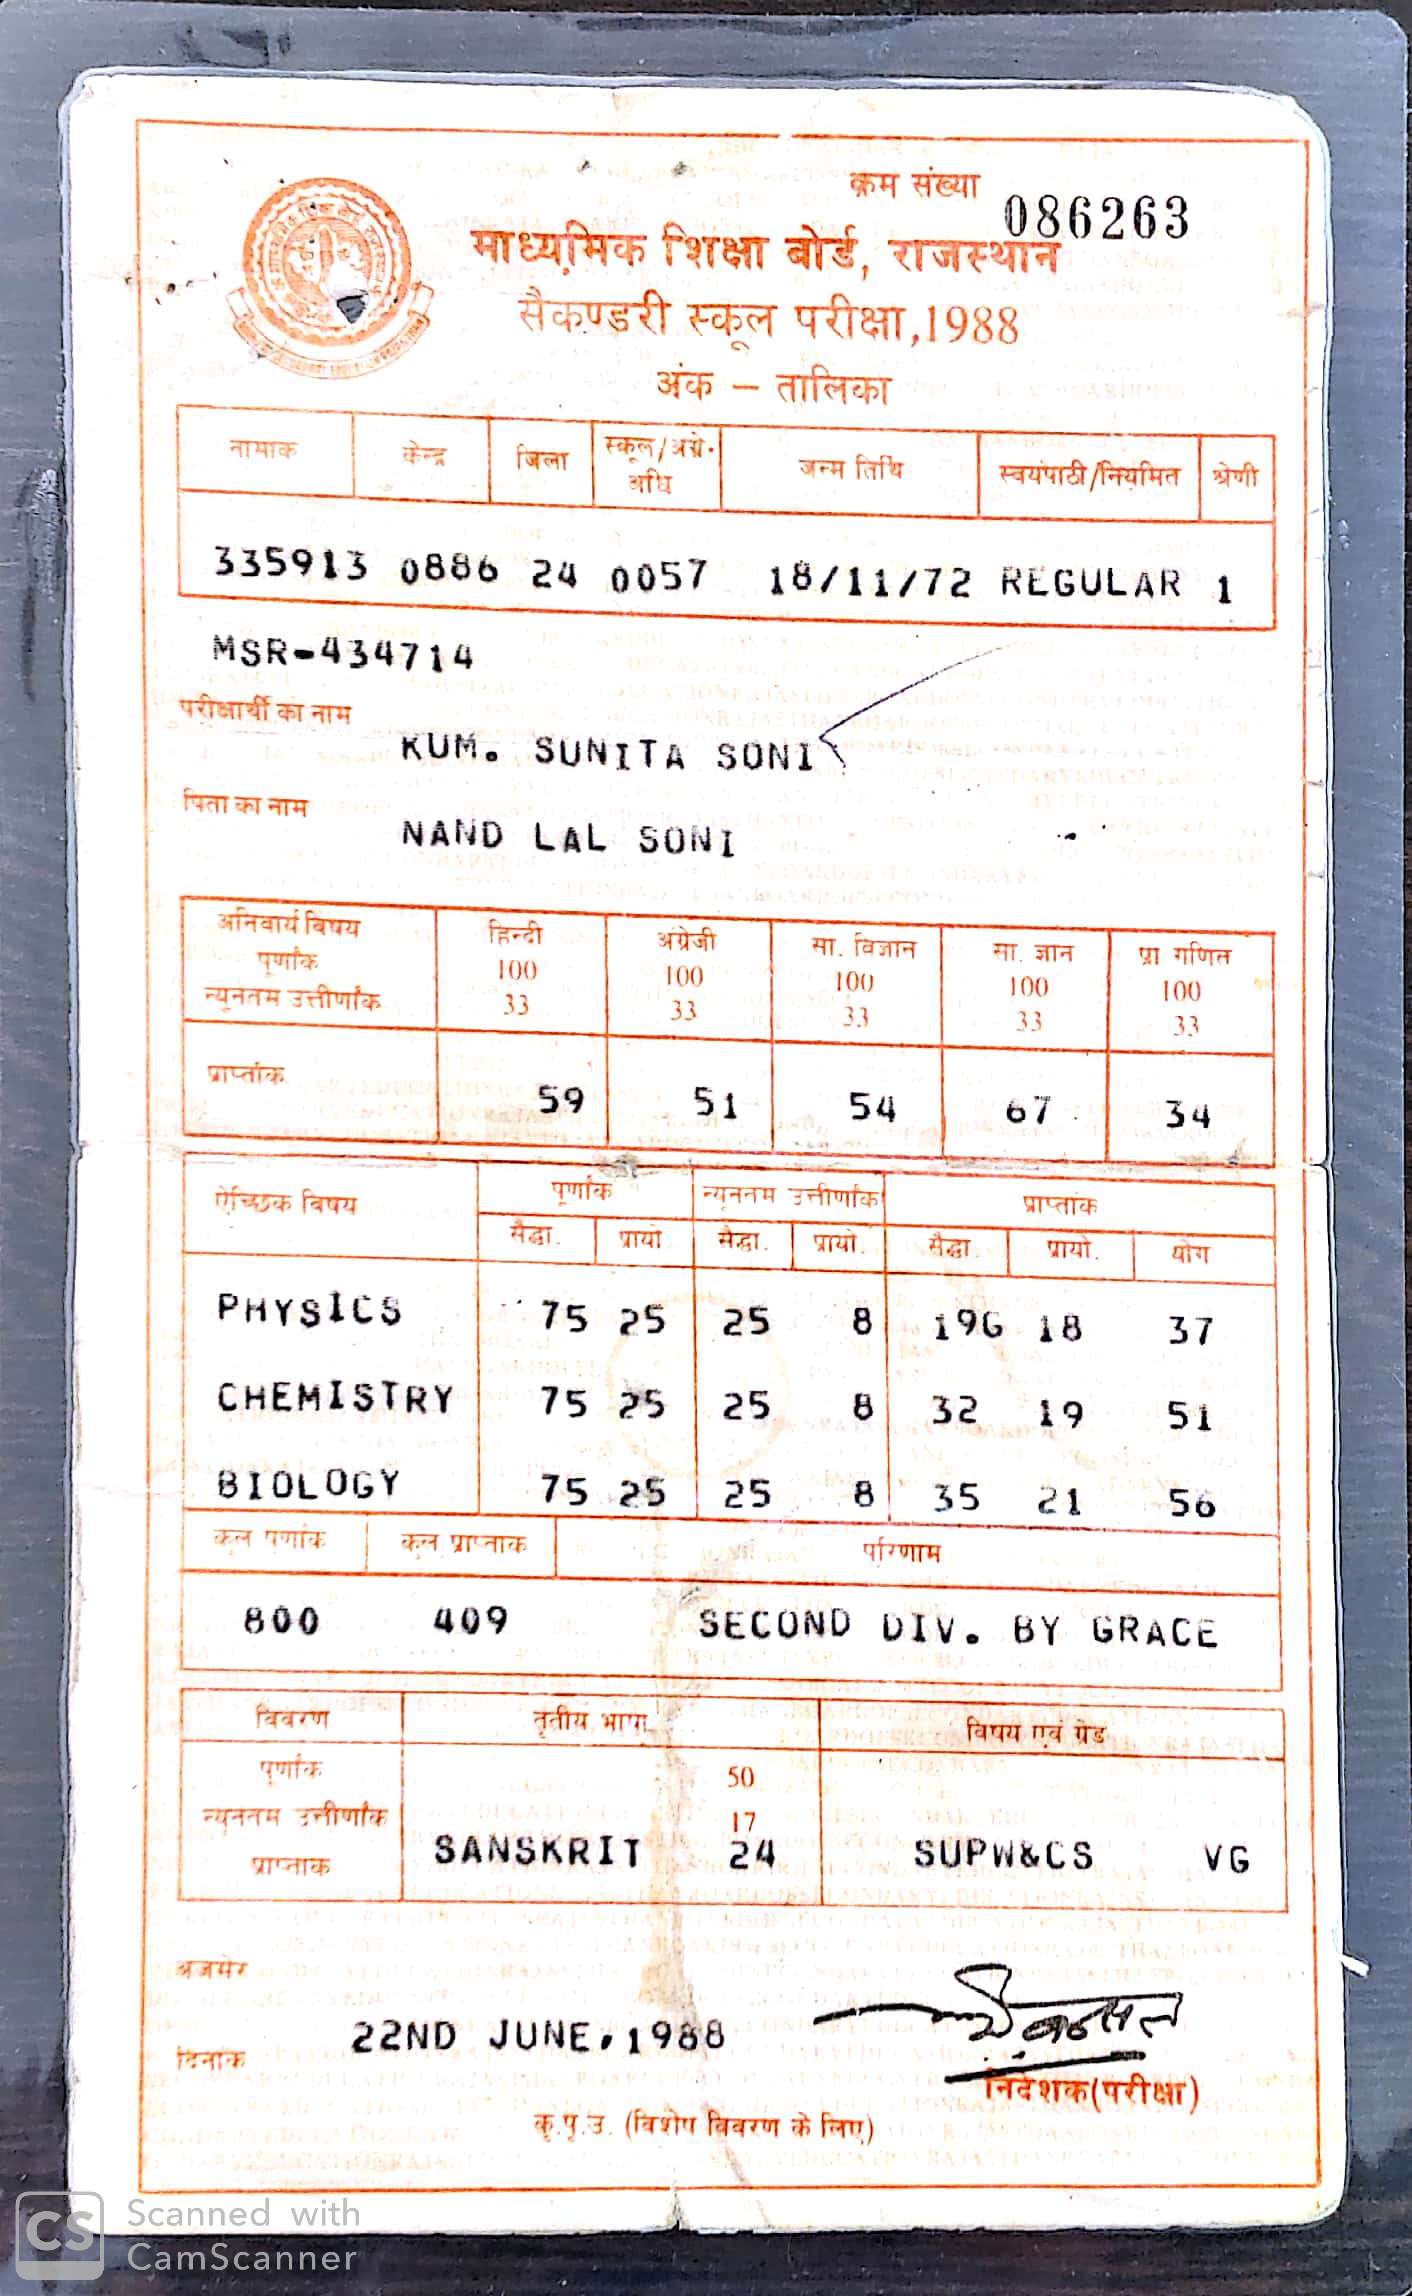 क्रम संख्या 086263
माध्यमिक शिक्षा बोर्ड, राजस्थान
सैकण्डरी स्कूल परीक्षा,1988
अंक – तालिका
नामाक केन्द्र जिला स्कूल/अग्रे. अधि जन्म तिथि स्वयंपाठी/नियमित श्रेणी
335913 0886 24 0057 18/11/72 REGULAR 1
MSR-434714
परीक्षार्थी का नाम
KUM. SUNITA SONI
पिता का नाम
NAND LAL SONI
अनिवार्य विषय हिन्दी अंग्रेजी सा. विज्ञान सा. ज्ञान प्रा गणित
पूर्णांक 100 100 100 100 100
न्यूनतम उत्तीर्णांक 33 33 33 33 33
प्राप्तांक 59 51 54 67 34
ऐच्छिक विषय पूर्णांक न्यूनतम उत्तीर्णांक प्राप्तांक
सैद्धा. प्रायो. सैद्धा. प्रायो. सैद्धा. प्रायो. योग
PHYSICS 75 25 25 8 19G 18 37
CHEMISTRY 75 25 25 8 32 19 51
BIOLOGY 75 25 25 8 35 21 56
कुल पूर्णांक कुल प्राप्तांक परिणाम
800 409 SECOND DIV. BY GRACE
विवरण तृतीय भाषा विषय एवं ग्रेड
पूर्णांक 50
न्यूनतम उत्तीर्णांक 17
प्राप्तांक SANSKRIT 24 SUPW&CS VG
अजमेर
दिनांक 22ND JUNE,1988
निदेशक(परीक्षा)
कृ.पृ.उ. (विशेष विवरण के लिए)
CS Scanned with
CamScanner